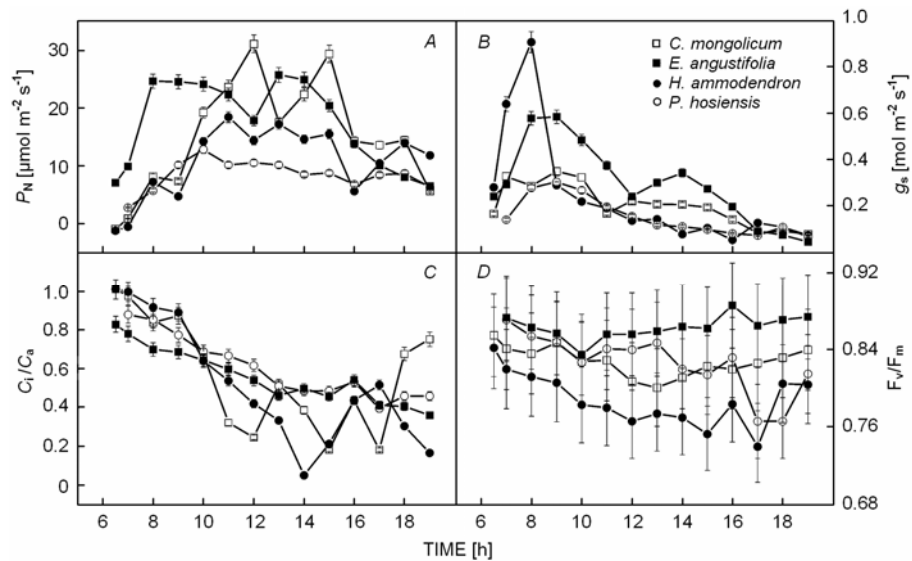 A
B
1.0
30
20
10
0
P_N [µmol m⁻² s⁻¹]
C. mongolicum
E. angustifolia
H. ammodendron
P. hosiensis
0.8
0.6
0.4
0.2
g_s [mol m⁻² s⁻¹]
C
D
1.0
0.8
0.6
0.4
0.2
0
C_i/C_a
0.92
0.84
0.76
0.68
F_v/F_m
6 8 10 12 14 16 18 6 8 10 12 14 16 18
TIME [h]